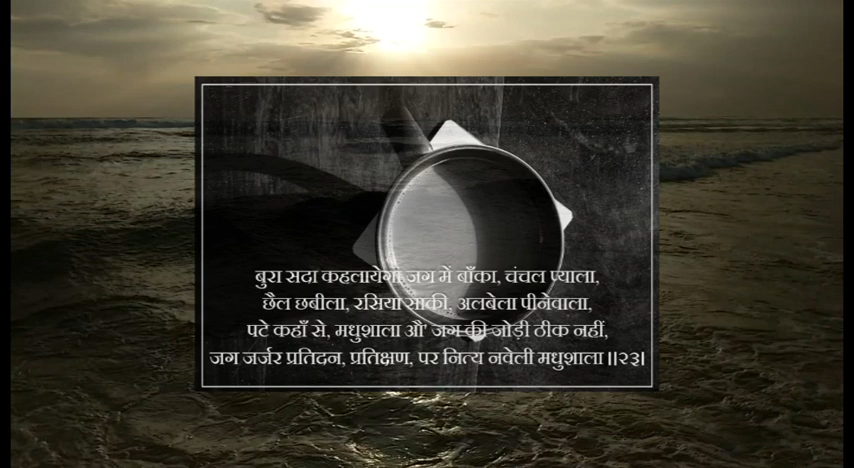 बुरा सदा कहलायेगा जग में बाँका, चंचल प्याला,
छैल छबीला, रसिया साकी, अलबेला पीनेवाला,
पटे कहाँ से, मधुशाला औ' जग की जोड़ी ठीक नहीं,
जग जर्जर प्रतिदन, प्रतिक्षण, पर नित्य नवेली मधुशाला।।२३।